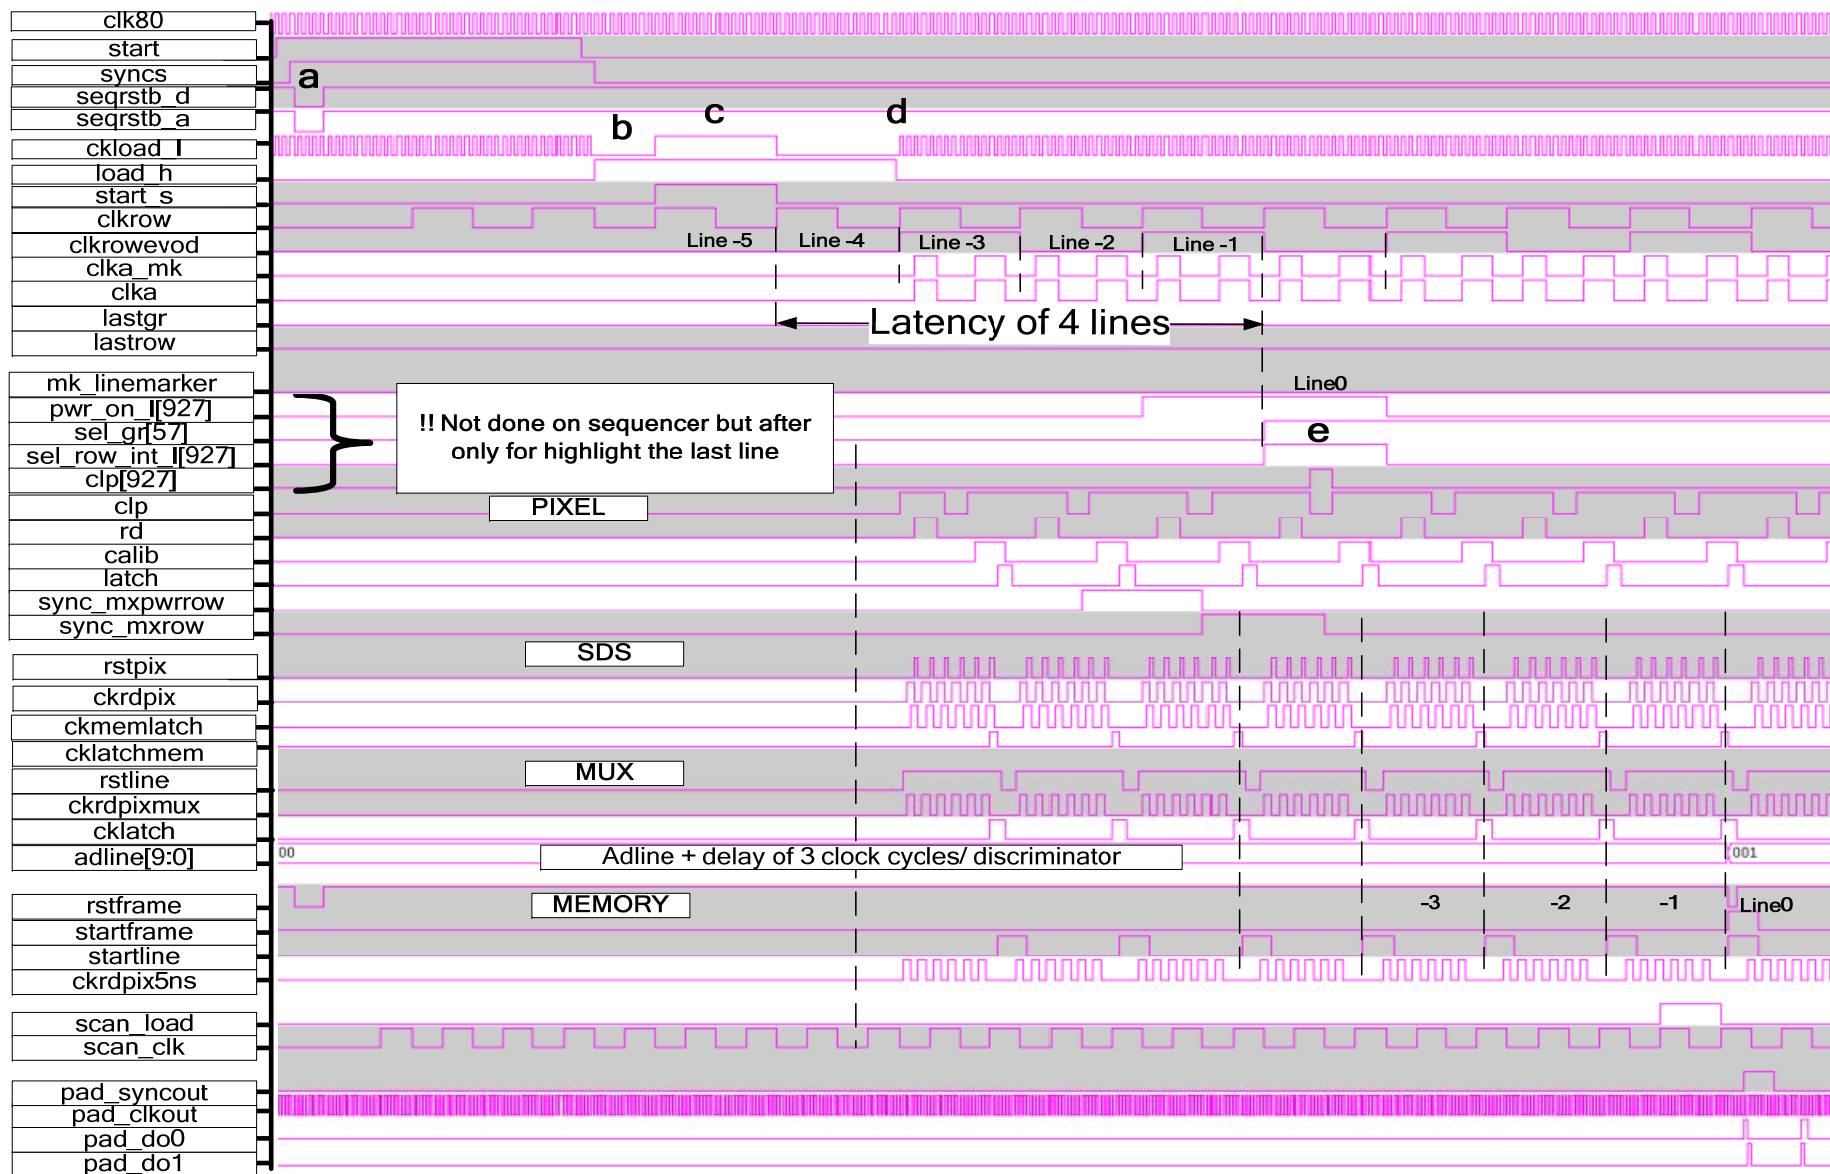 clk80
start
syncs
a
seqrstb_d
seqrstb_a
c
d
b
ckload_l
load_h
start_s
clkrow
clkrowevod
Line -5 Line -4 Line -3 Line -2 Line -1
clka_mk
clka
lastgr
Latency of 4 lines
lastrow
mk_linemarker
Line0
pwr_on_l[927]
sel_gr[57]
!! Not done on sequencer but after
only for highlight the last line
e
sel_row_int_l[927]
clp[927]
clp
PIXEL
rd
calib
latch
sync_mxpwrrow
sync_mxrow
SDS
rstpix
ckrdpix
ckmemlatch
cklatchmem
MUX
rstline
ckrdpixmux
cklatch
adline[9:0]
00
Adline + delay of 3 clock cycles/ discriminator
001
rstframe
MEMORY
-3 -2 -1 Line0
startframe
startline
ckrdpix5ns
scan_load
scan_clk
pad_syncout
pad_clkout
pad_do0
pad_do1